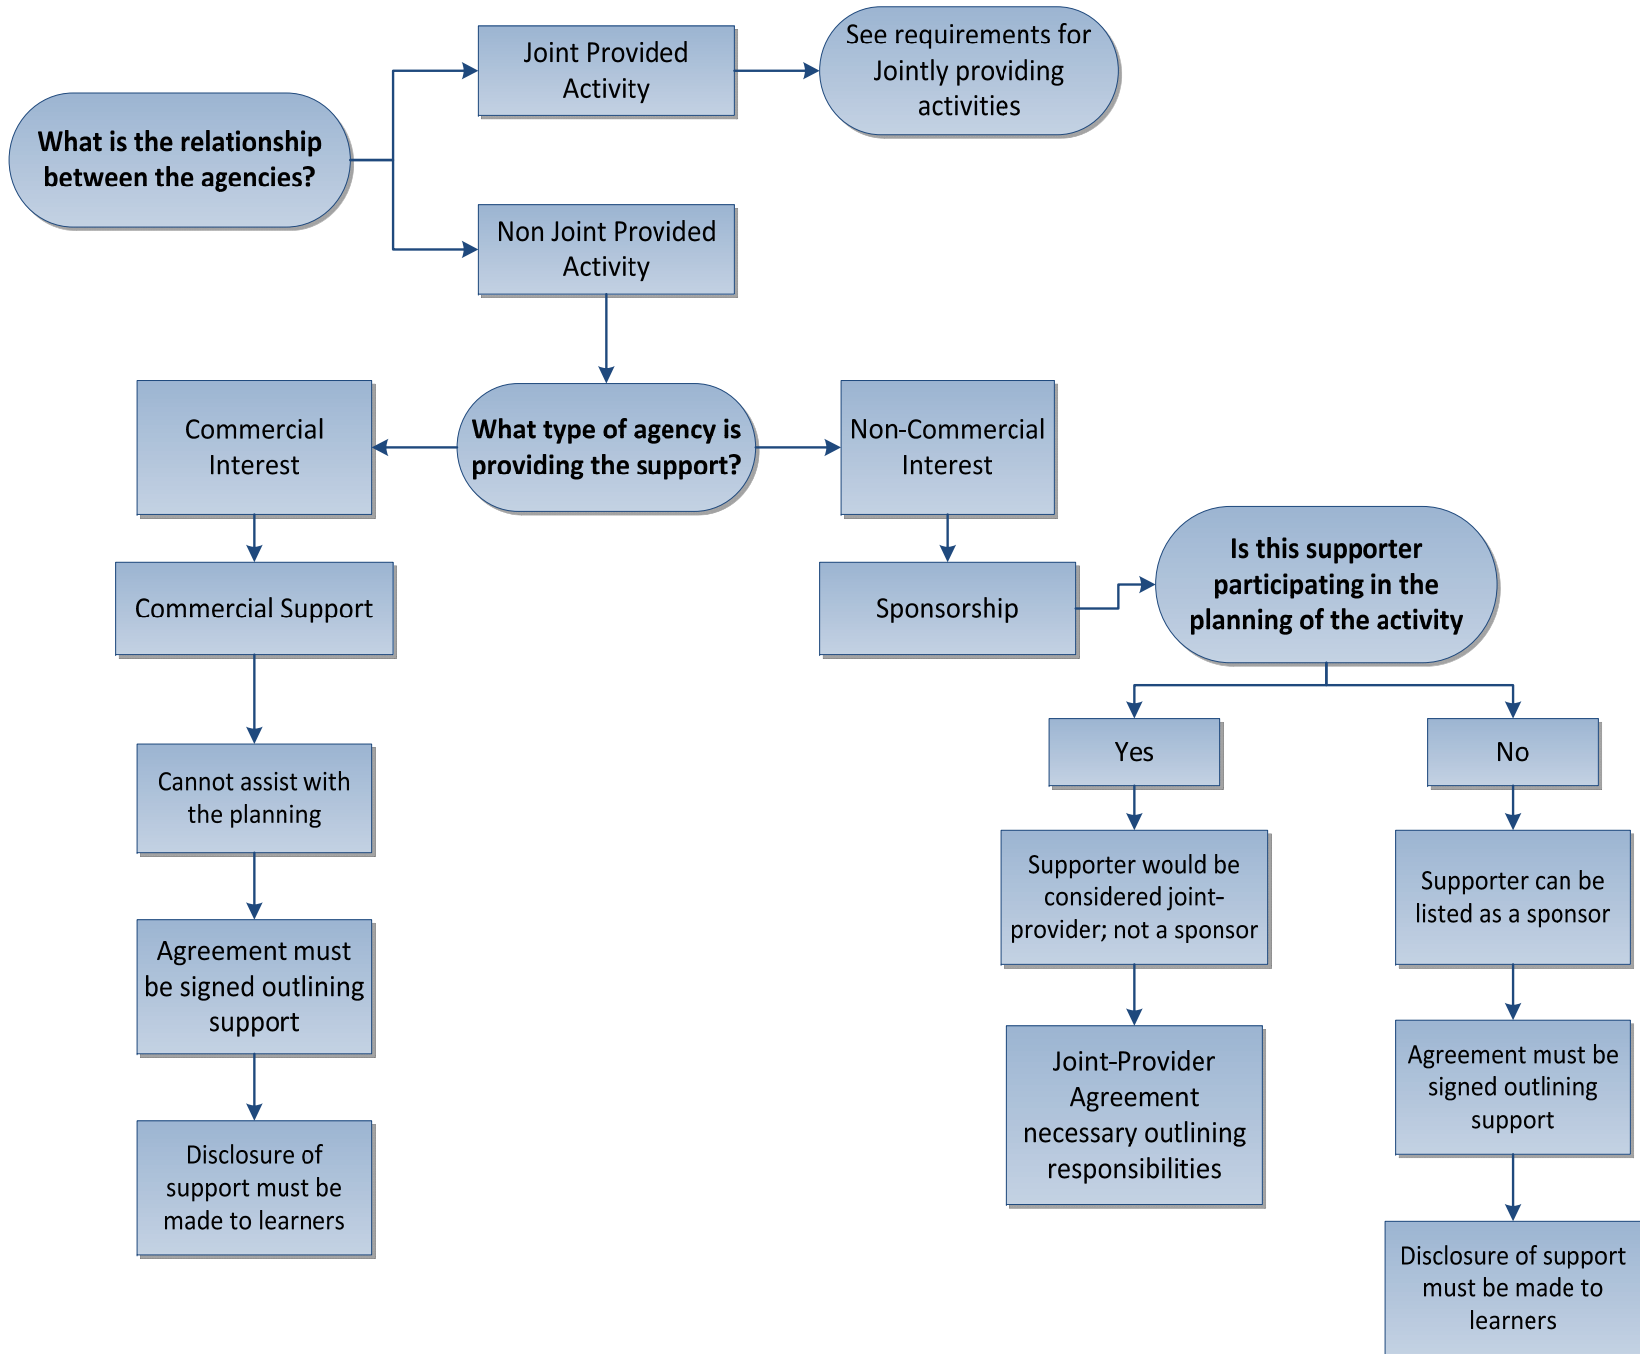 Joint Provided
Activity
See requirements for
Jointly providing
activities
What is the relationship
between the agencies?
Non Joint Provided
Activity
Commercial
Interest
What type of agency is
providing the support?
Non-Commercial
Interest
Commercial Support
Sponsorship
Is this supporter
participating in the
planning of the activity
Yes
No
Cannot assist with
the planning
Supporter would be
considered joint-
provider; not a sponsor
Supporter can be
listed as a sponsor
Agreement must
be signed outlining
support
Joint-Provider
Agreement
necessary outlining
responsibilities
Agreement must be
signed outlining
support
Disclosure of
support must be
made to learners
Disclosure of support
must be made to
learners